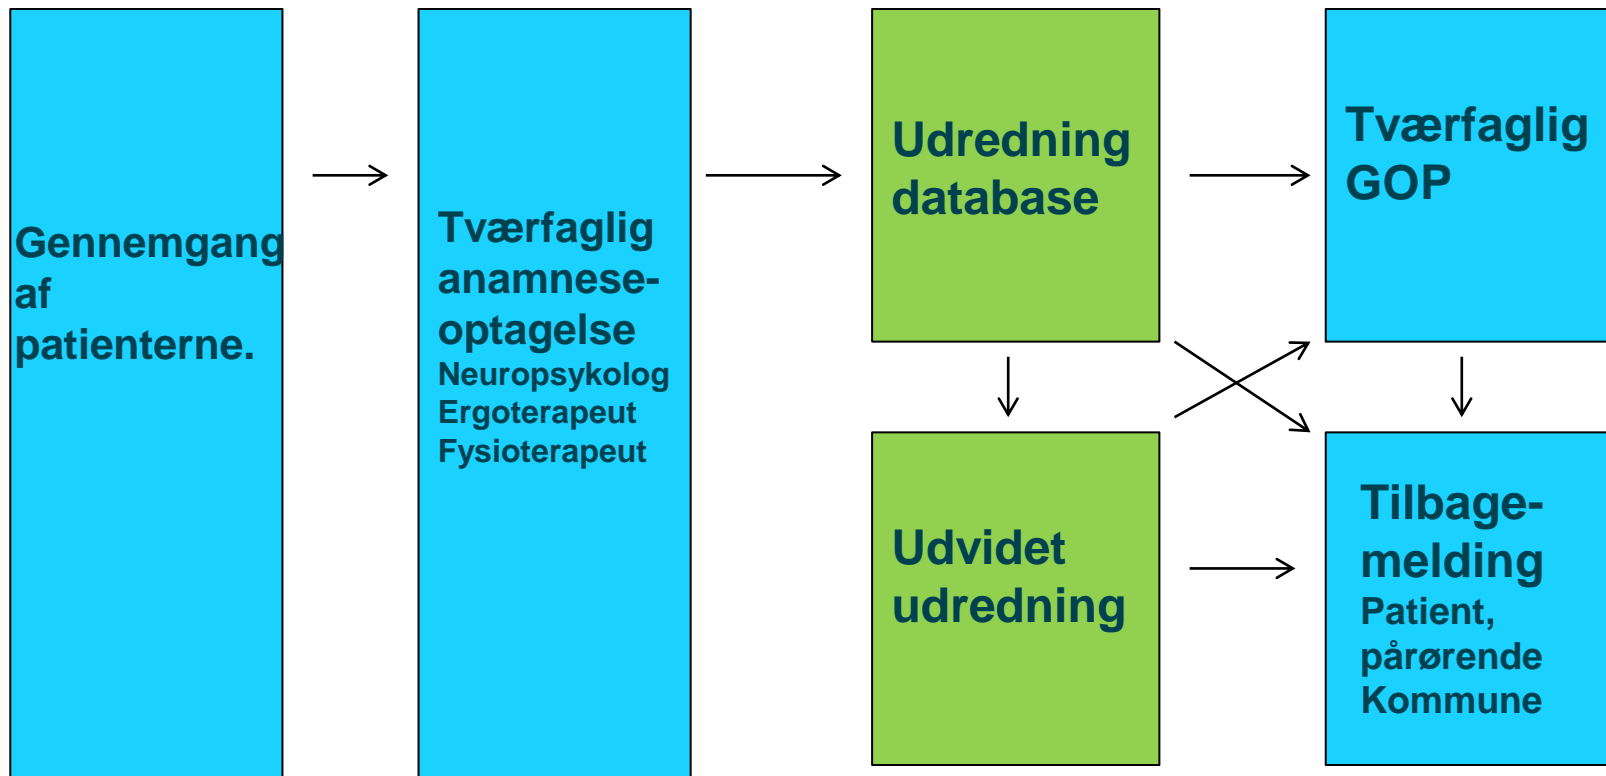 Gennemgang
af
patienterne.
Tværfaglig
anamnese-
optagelse
Neuropsykolog
Ergoterapeut
Fysioterapeut
Udredning
database
Udvidet
udredning
Tværfaglig
GOP
Tilbage-
melding
Patient,
pårørende
Kommune